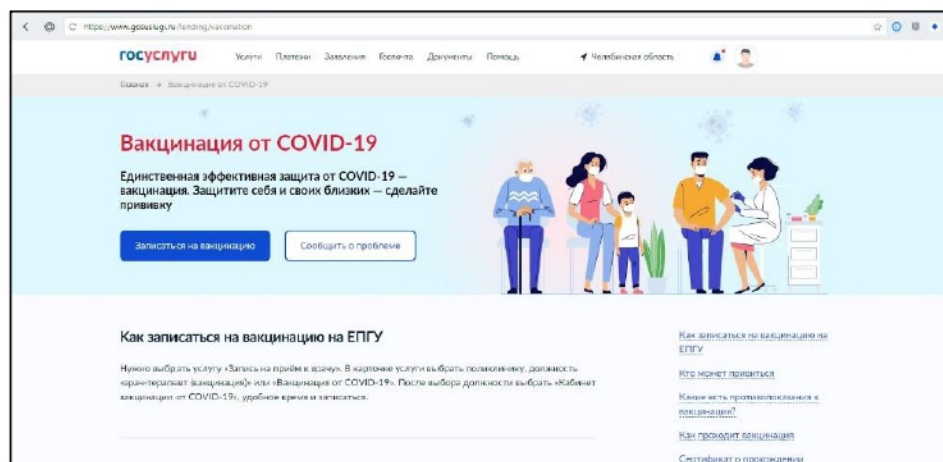 https://www.gosuslugi.ru/landing/vaccination
госуслуги Услуги Платежи Заявления Госпочта Документы Помощь Челябинская область
Главная → Вакцинация от COVID-19
Вакцинация от COVID-19
Единственная эффективная защита от COVID-19 —
вакцинация. Защитите себя и своих близких — сделайте
прививку
Записаться на вакцинацию Сообщить о проблеме
Как записаться на вакцинацию на ЕПГУ
Нужно выбрать услугу «Запись на приём к врачу». В карточке услуги выбрать поликлинику, должность
«врач-терапевт (вакцинация)» или «Вакцинация от COVID-19». После выбора должности выбрать «Кабинет
вакцинации от COVID-19», удобное время и записаться.
Как записаться на вакцинацию на
ЕПГУ
Кто может привиться
Какие есть противопоказания к
вакцинации?
Как проходит вакцинация
Сертификат о прохождении